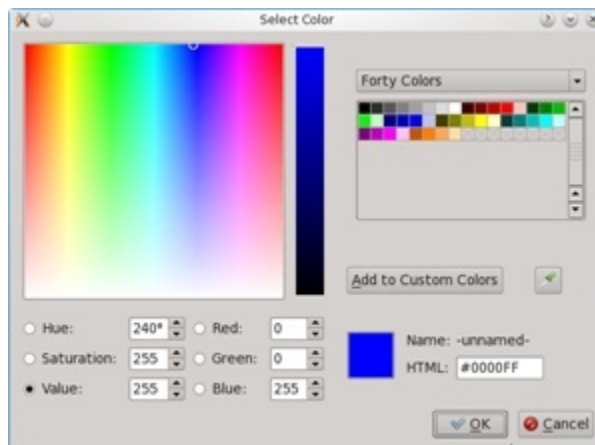 Select Color
Forty Colors
Add to Custom Colors
Hue: 240° Red: 0
Saturation: 255 Green: 0
Value: 255 Blue: 255
Name: -unnamed-
HTML: #0000FF
OK Cancel